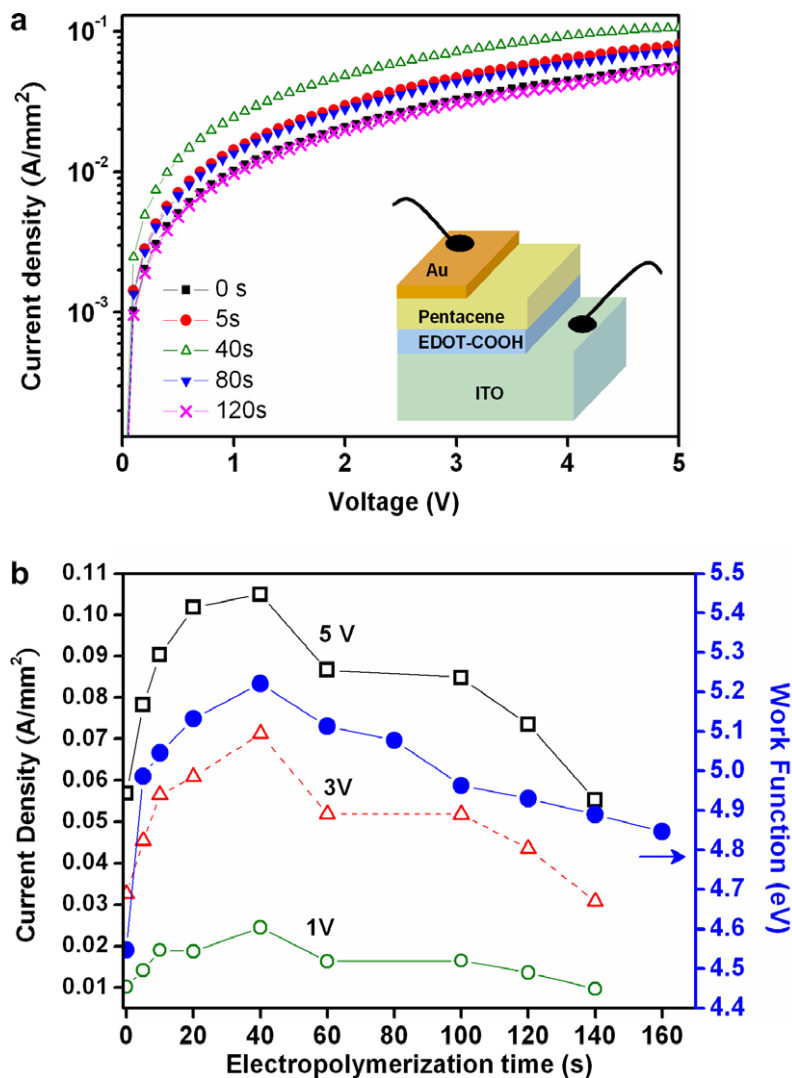 a
10⁻¹
10⁻²
10⁻³
Current density (A/mm²)
0 s
5s
40s
80s
120s
Au
Pentacene
EDOT-COOH
ITO
0 1 2 3 4 5
Voltage (V)
b
0.11
0.10
0.09
0.08
0.07
0.06
0.05
0.04
0.03
0.02
0.01
Current Density (A/mm²)
5 V
3V
1V
5.5
5.4
5.3
5.2
5.1
5.0
4.9
4.8
4.7
4.6
4.5
4.4
Work Function (eV)
0 20 40 60 80 100 120 140 160
Electropolymerization time (s)